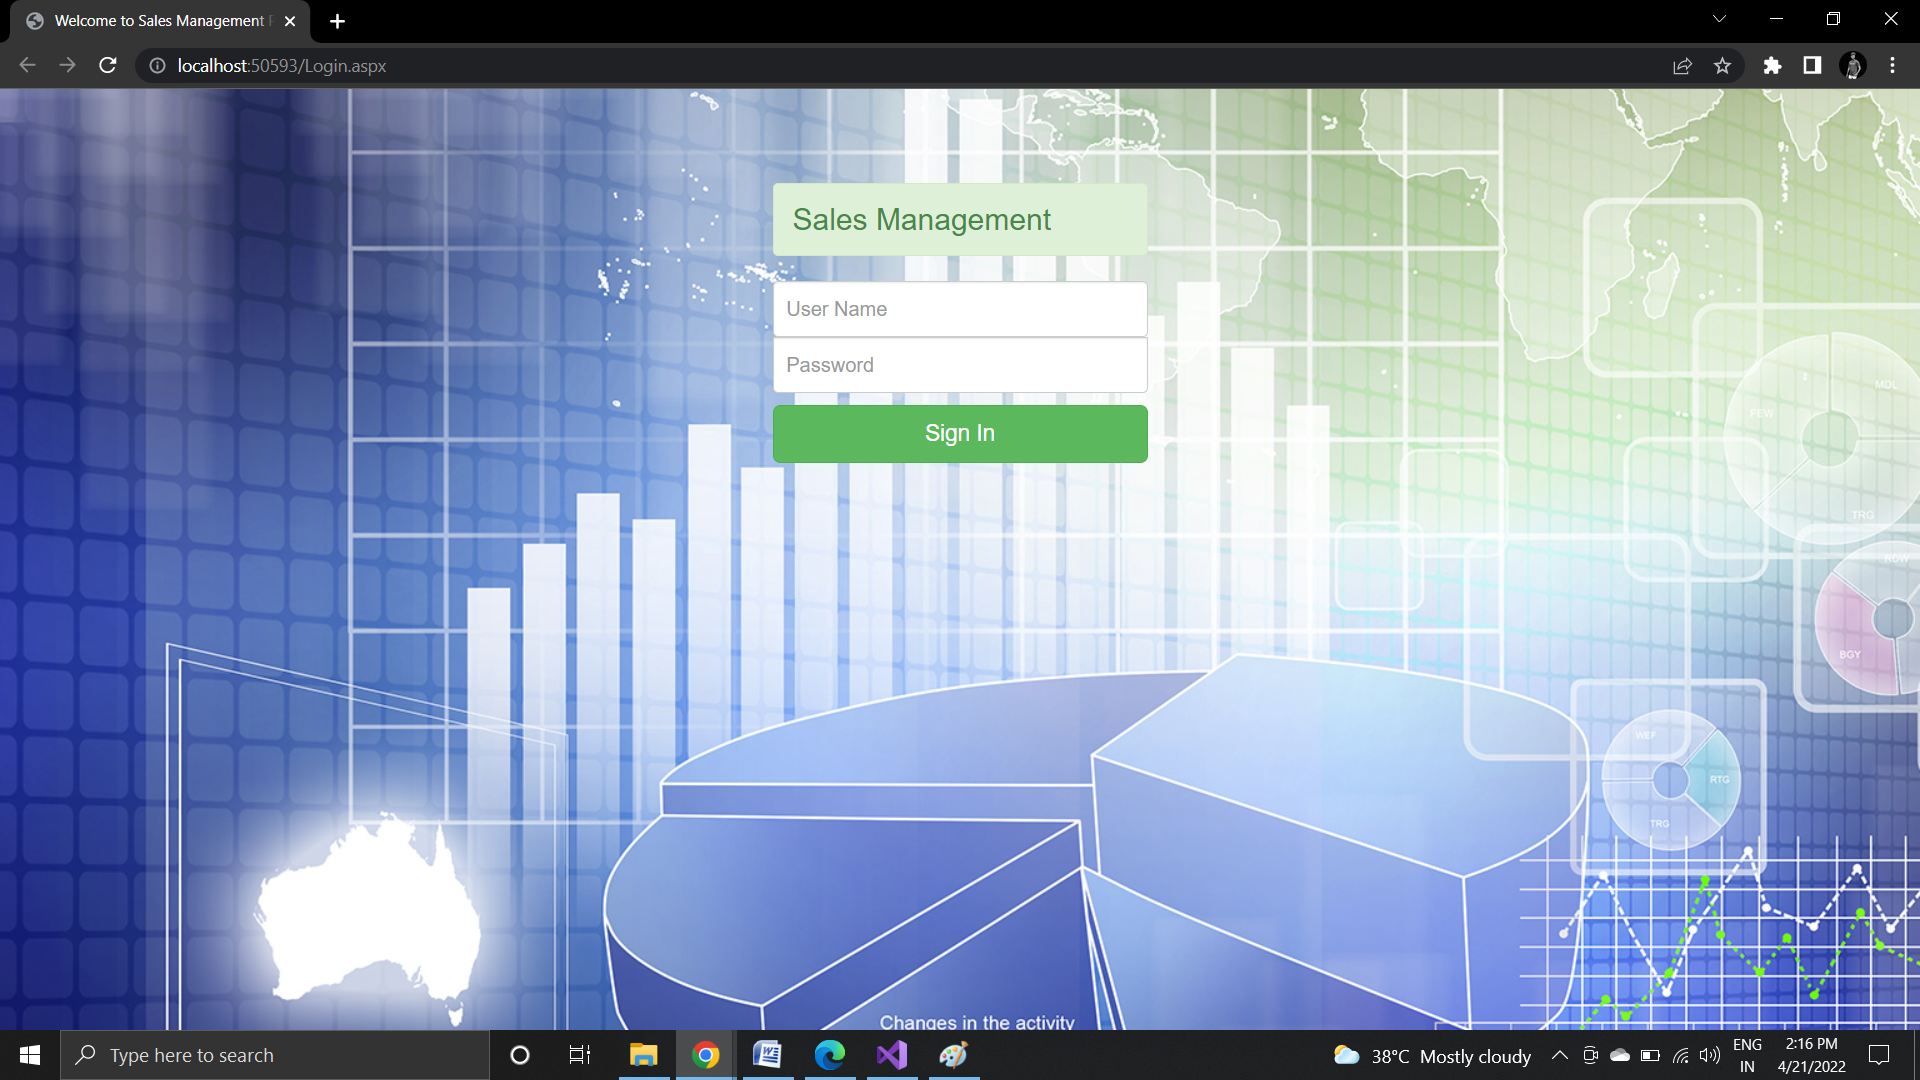 Welcome to Sales Management
localhost:50593/Login.aspx
Sales Management
User Name
Password
Sign In
MDL
FEW
TRG
RDW
BGY
WEF
RTG
TRG
Changes in the activity
Type here to search
38°C Mostly cloudy
ENG
IN
2:16 PM
4/21/2022